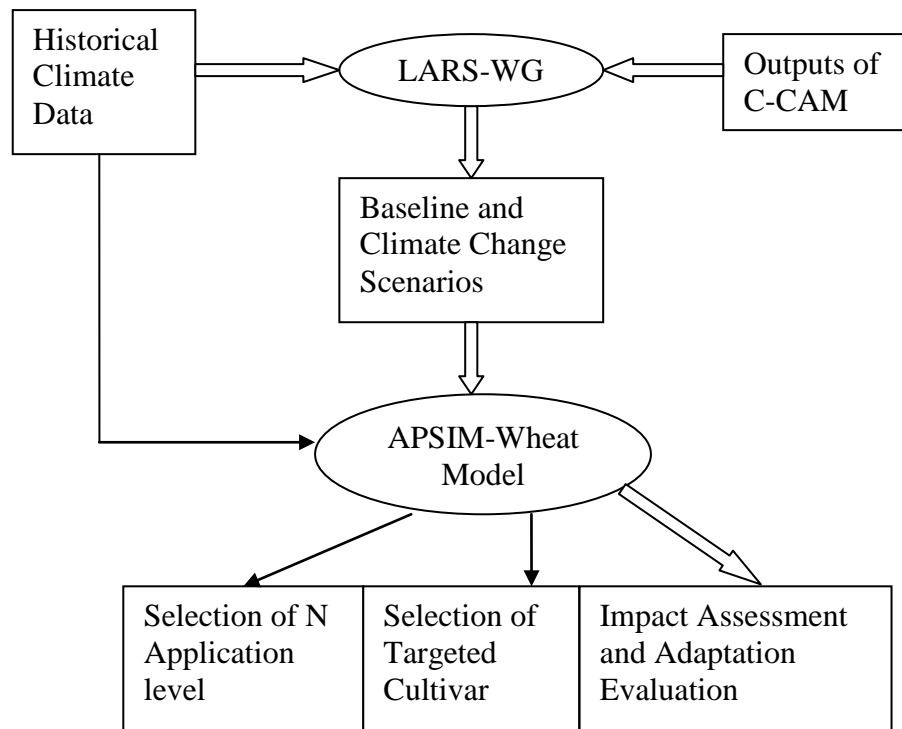 Historical
Climate
Data
LARS-WG
Outputs of
C-CAM
Baseline and
Climate Change
Scenarios
APSIM-Wheat
Model
Selection of N
Application
level
Selection of
Targeted
Cultivar
Impact Assessment
and Adaptation
Evaluation